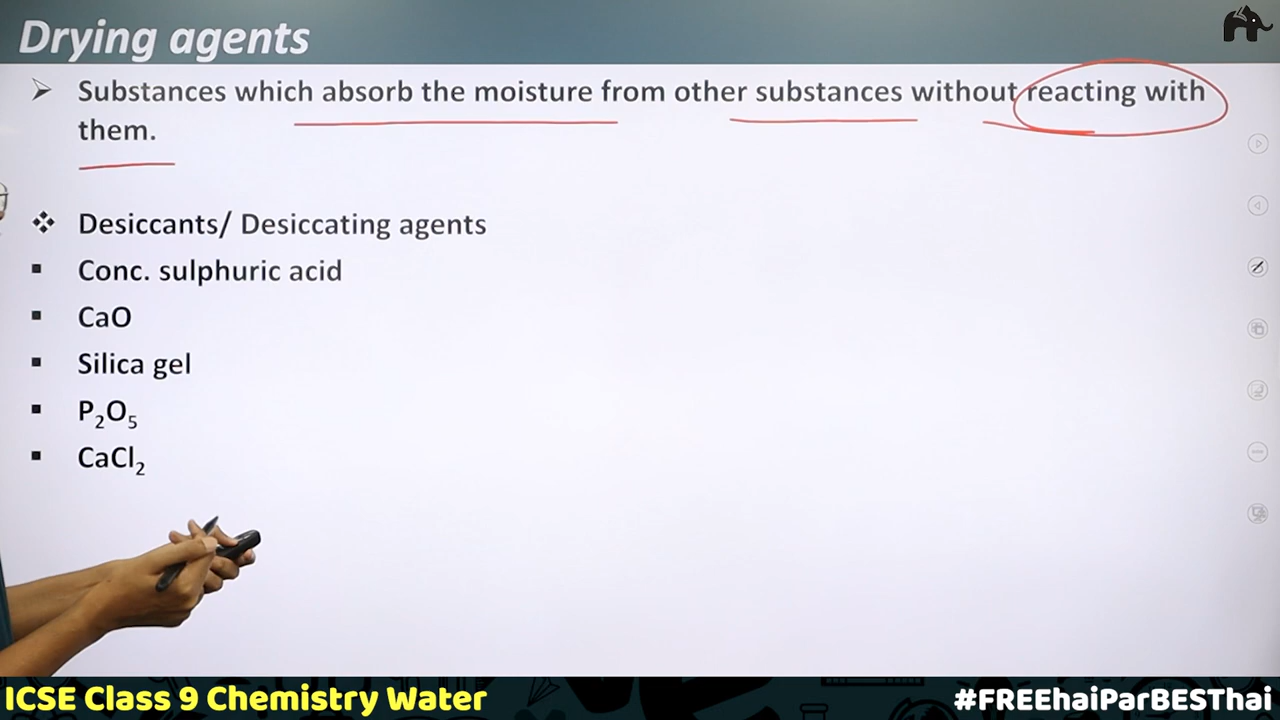 Drying agents
Substances which absorb the moisture from other substances without reacting with
them.
Desiccants/ Desiccating agents
Conc. sulphuric acid
CaO
Silica gel
P₂O₅
CaCl₂
ICSE Class 9 Chemistry Water
#FREEhaiParBESThai